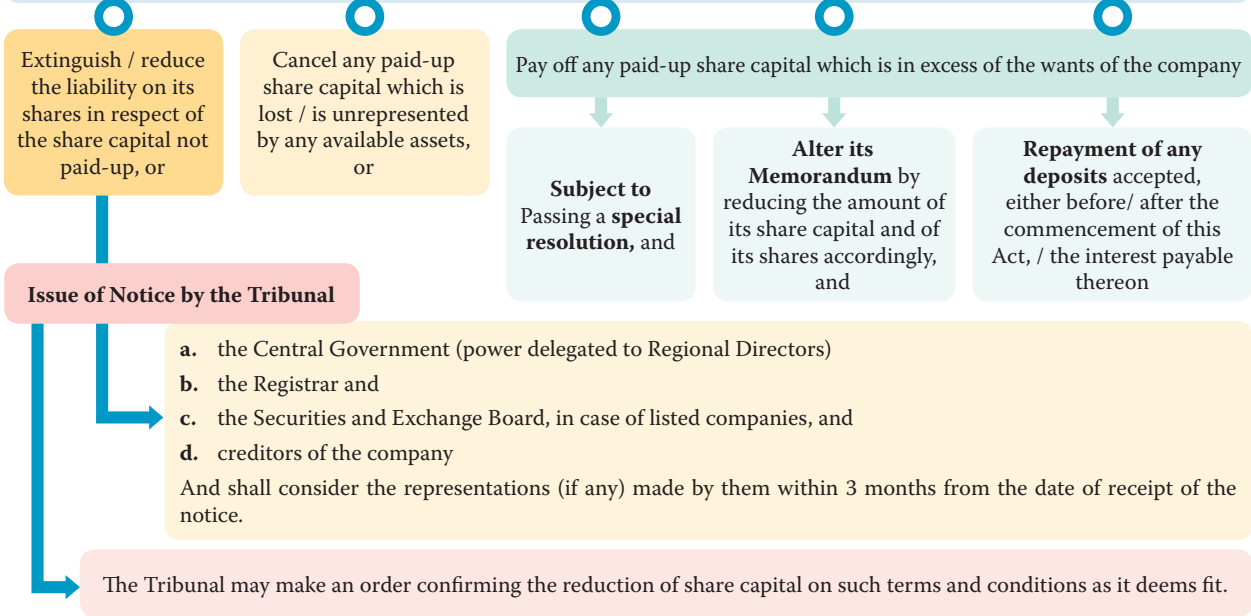 Extinguish / reduce
the liability on its
shares in respect of
the share capital not
paid-up, or
Cancel any paid-up
share capital which is
lost / is unrepresented
by any available assets,
or
Pay off any paid-up share capital which is in excess of the wants of the company
Subject to
Passing a special
resolution, and
Alter its
Memorandum by
reducing the amount of
its share capital and of
its shares accordingly,
and
Repayment of any
deposits accepted,
either before/ after the
commencement of this
Act, / the interest payable
thereon
Issue of Notice by the Tribunal
a. the Central Government (power delegated to Regional Directors)
b. the Registrar and
c. the Securities and Exchange Board, in case of listed companies, and
d. creditors of the company
And shall consider the representations (if any) made by them within 3 months from the date of receipt of the
notice.
The Tribunal may make an order confirming the reduction of share capital on such terms and conditions as it deems fit.